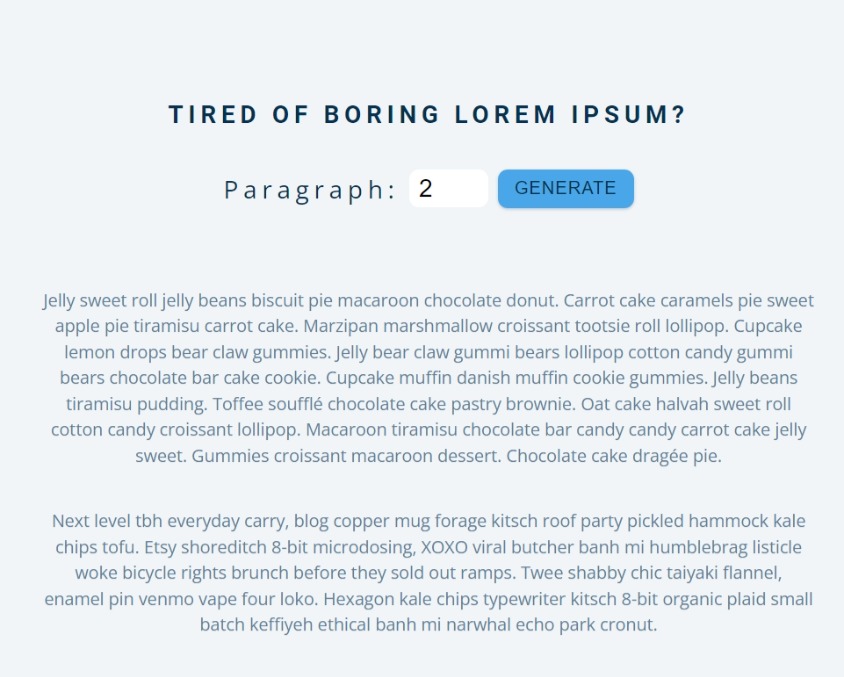 TIRED OF BORING LOREM IPSUM?
Paragraph: 2 GENERATE
Jelly sweet roll jelly beans biscuit pie macaroon chocolate donut. Carrot cake caramels pie sweet
apple pie tiramisu carrot cake. Marzipan marshmallow croissant tootsie roll lollipop. Cupcake
lemon drops bear claw gummies. Jelly bear claw gummi bears lollipop cotton candy gummi
bears chocolate bar cake cookie. Cupcake muffin danish muffin cookie gummies. Jelly beans
tiramisu pudding. Toffee soufflé chocolate cake pastry brownie. Oat cake halvah sweet roll
cotton candy croissant lollipop. Macaroon tiramisu chocolate bar candy candy carrot cake jelly
sweet. Gummies croissant macaroon dessert. Chocolate cake dragée pie.
Next level tbh everyday carry, blog copper mug forage kitsch roof party pickled hammock kale
chips tofu. Etsy shoreditch 8-bit microdosing, XOXO viral butcher banh mi humblebrag listicle
woke bicycle rights brunch before they sold out ramps. Twee shabby chic taiyaki flannel,
enamel pin venmo vape four loko. Hexagon kale chips typewriter kitsch 8-bit organic plaid small
batch keffiyeh ethical banh mi narwhal echo park cronut.